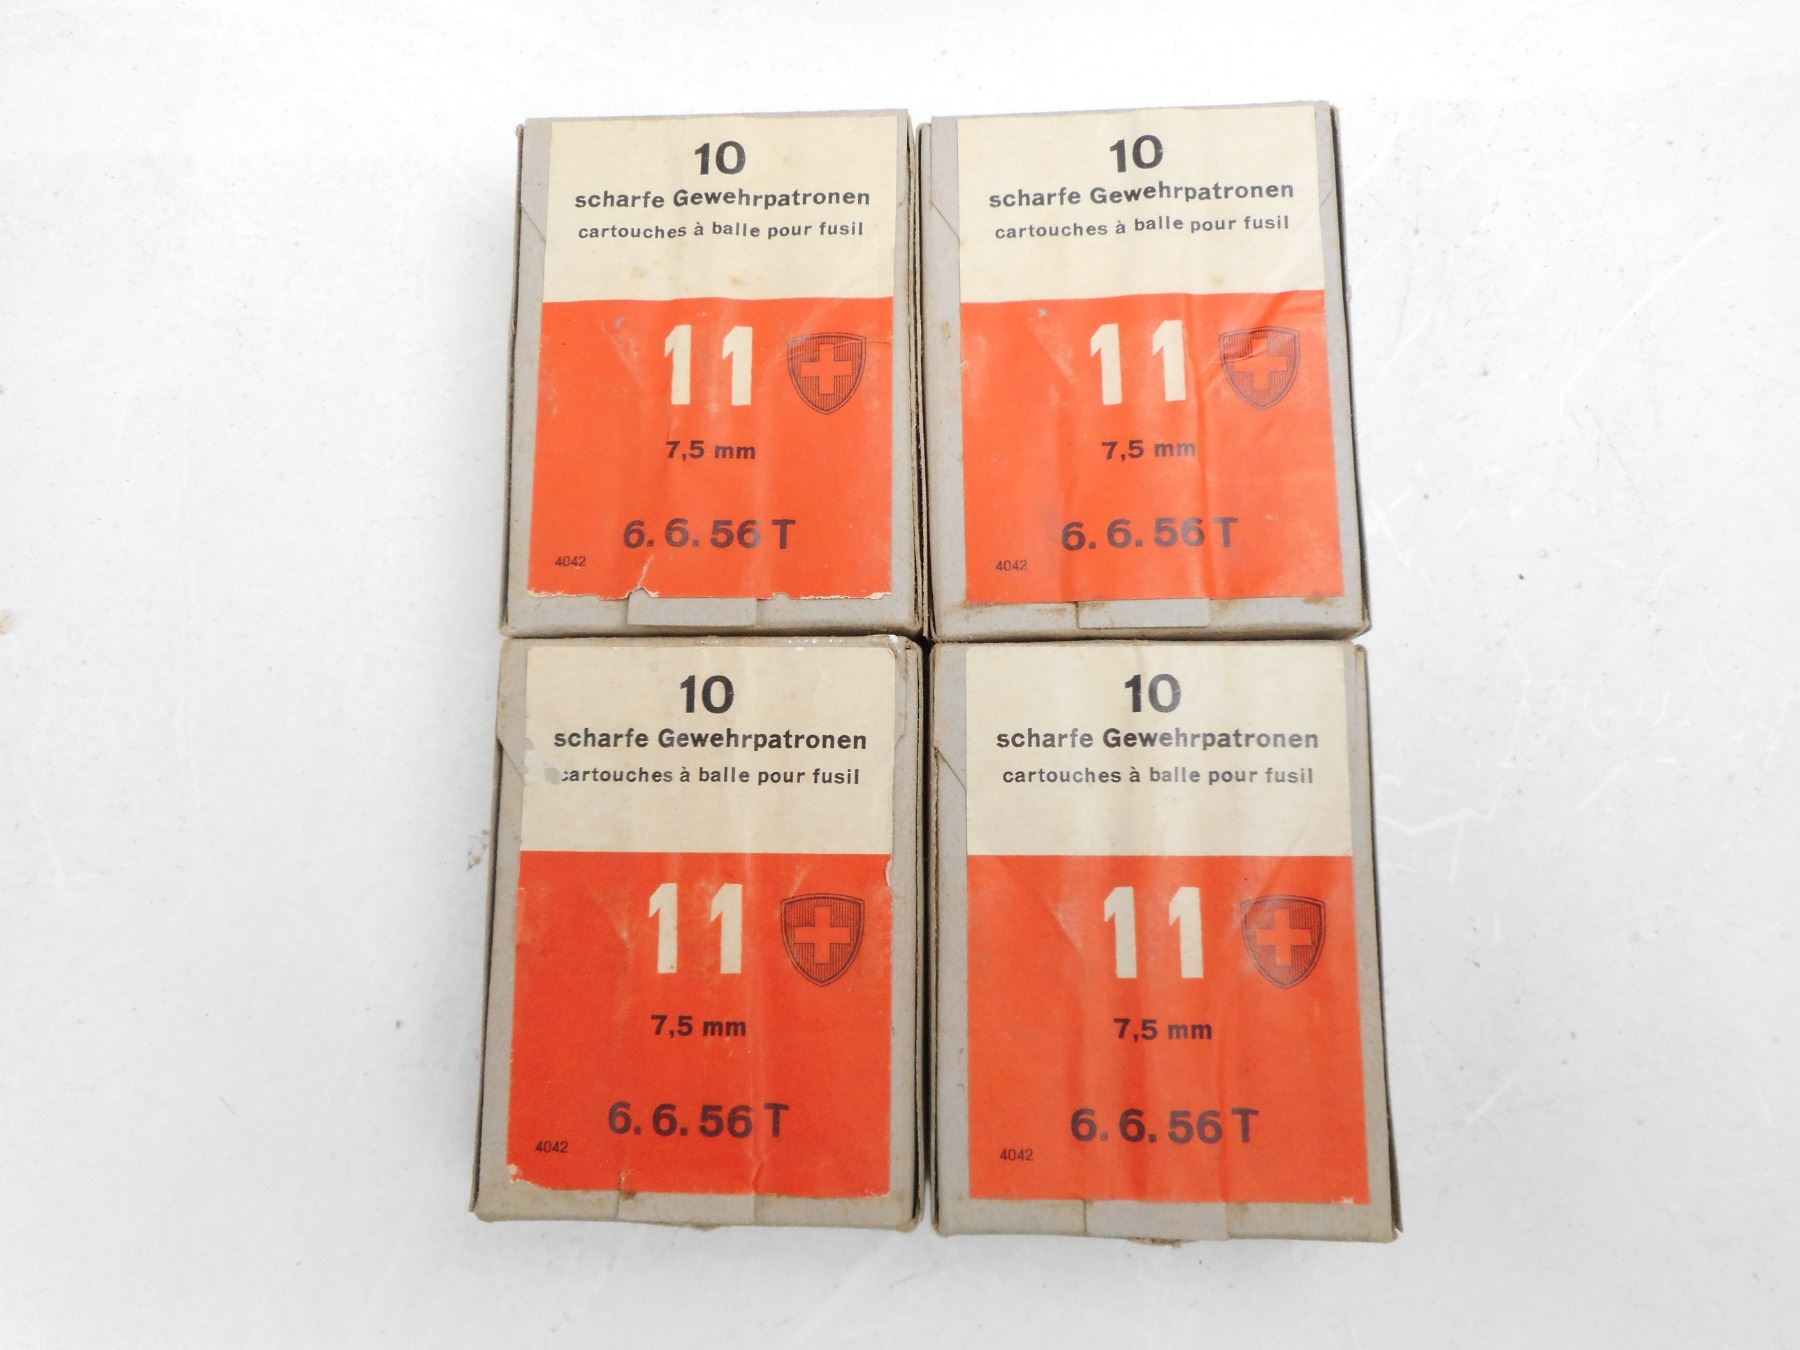 10
scharfe Gewehrpatronen
cartouches à balle pour fusil
11
7,5 mm
6.6.56 T
4042
10
scharfe Gewehrpatronen
cartouches à balle pour fusil
11
7,5 mm
6.6.56 T
4042
10
scharfe Gewehrpatronen
cartouches à balle pour fusil
11
7,5 mm
6.6.56 T
4042
10
scharfe Gewehrpatronen
cartouches à balle pour fusil
11
7,5 mm
6.6.56 T
4042